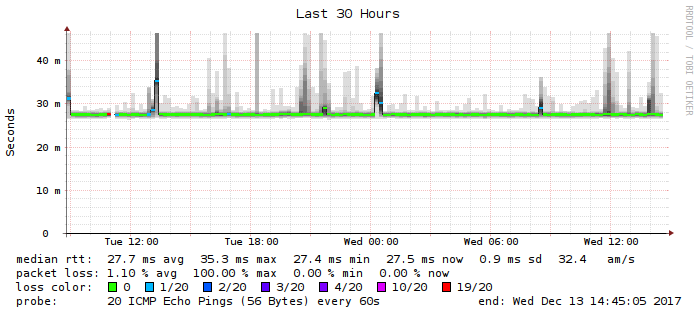 Last 30 Hours
RRDTOOL / TOBI OETIKER
Seconds
40 m
30 m
20 m
10 m
0
Tue 12:00 Tue 18:00 Wed 00:00 Wed 06:00 Wed 12:00
median rtt: 27.7 ms avg 35.3 ms max 27.4 ms min 27.5 ms now 0.9 ms sd 32.4 am/s
packet loss: 1.10 % avg 100.00 % max 0.00 % min 0.00 % now
loss color: 0 1/20 2/20 3/20 4/20 10/20 19/20
probe: 20 ICMP Echo Pings (56 Bytes) every 60s end: Wed Dec 13 14:45:05 2017